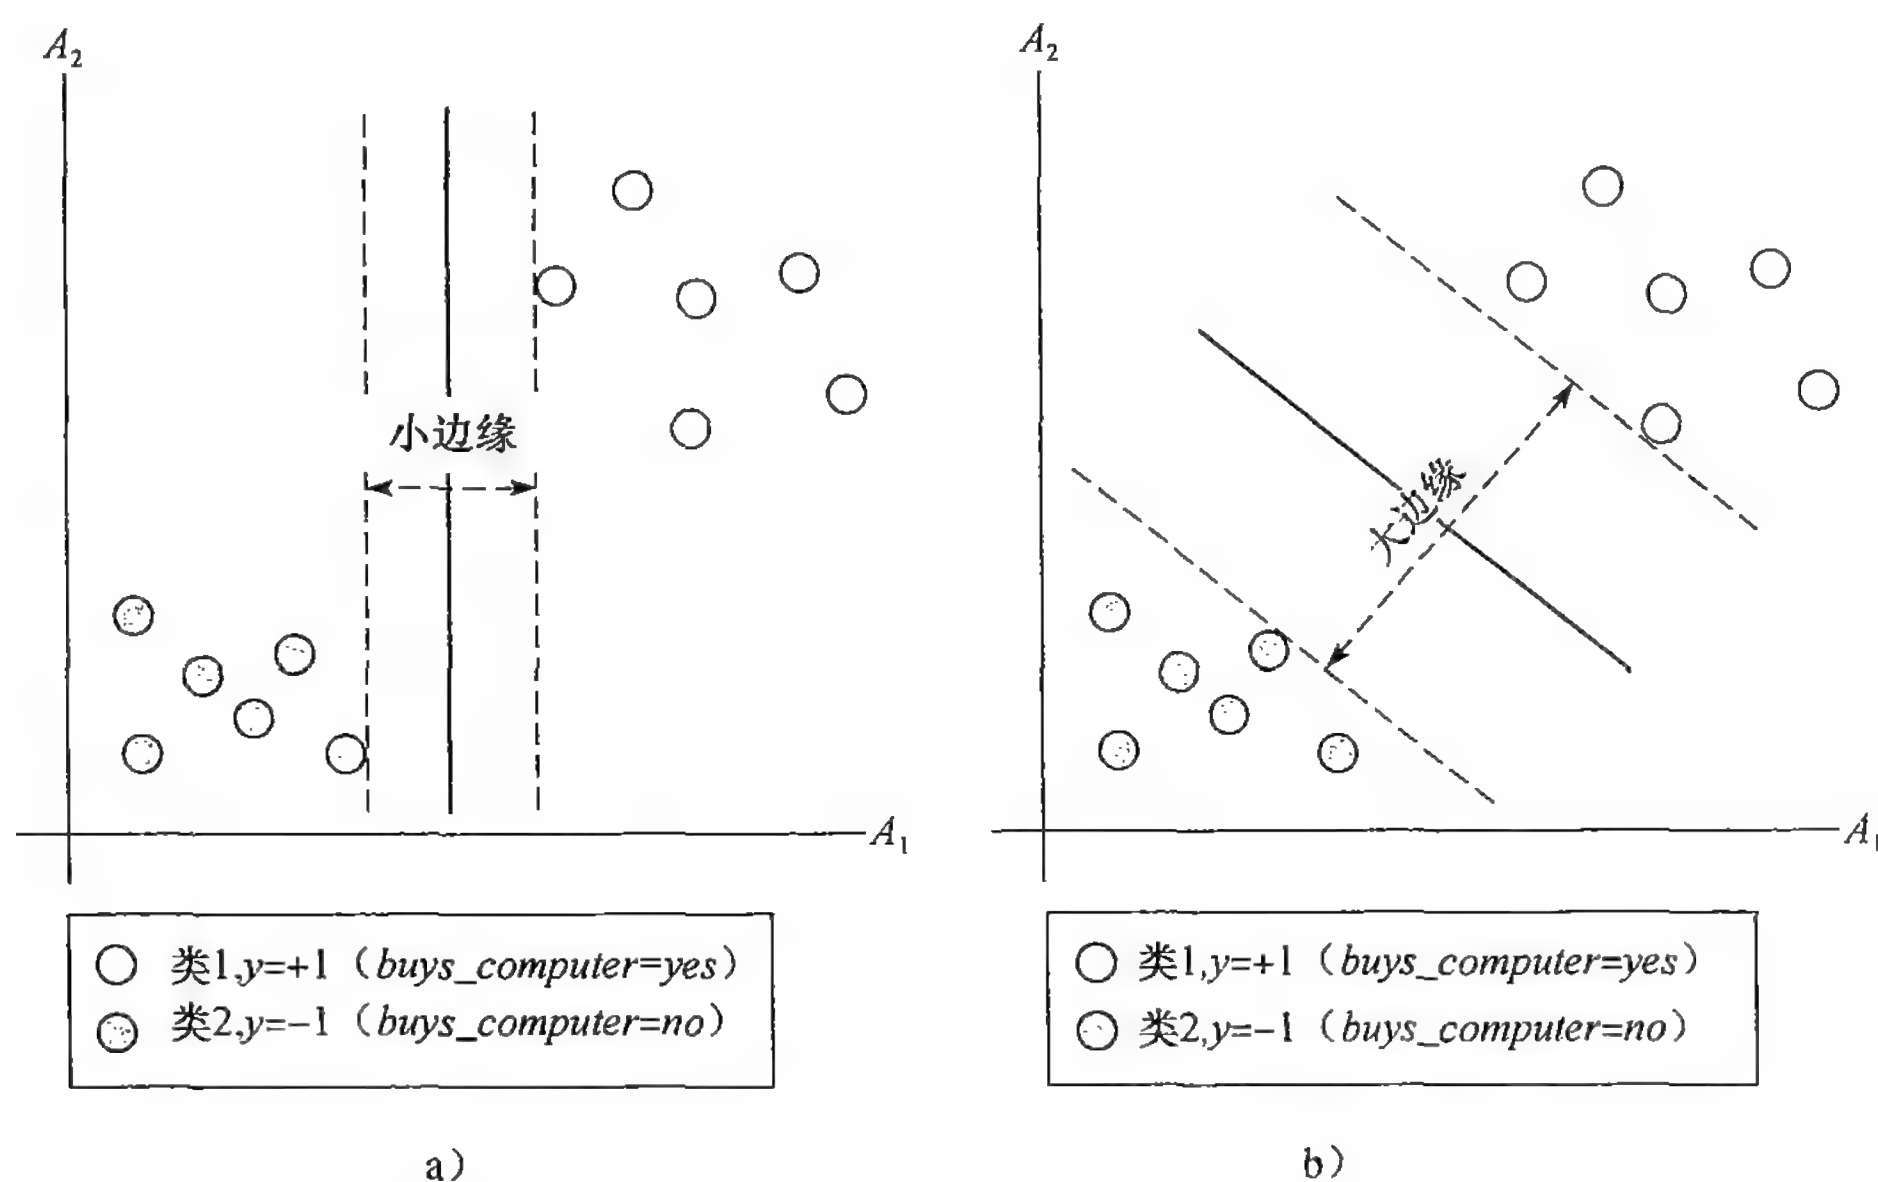 A₂
小边缘
A₁
类1,y=+1（buys_computer=yes）
类2,y=−1（buys_computer=no）
a）
A₂
大边缘
A₁
类1,y=+1（buys_computer=yes）
类2,y=−1（buys_computer=no）
b）